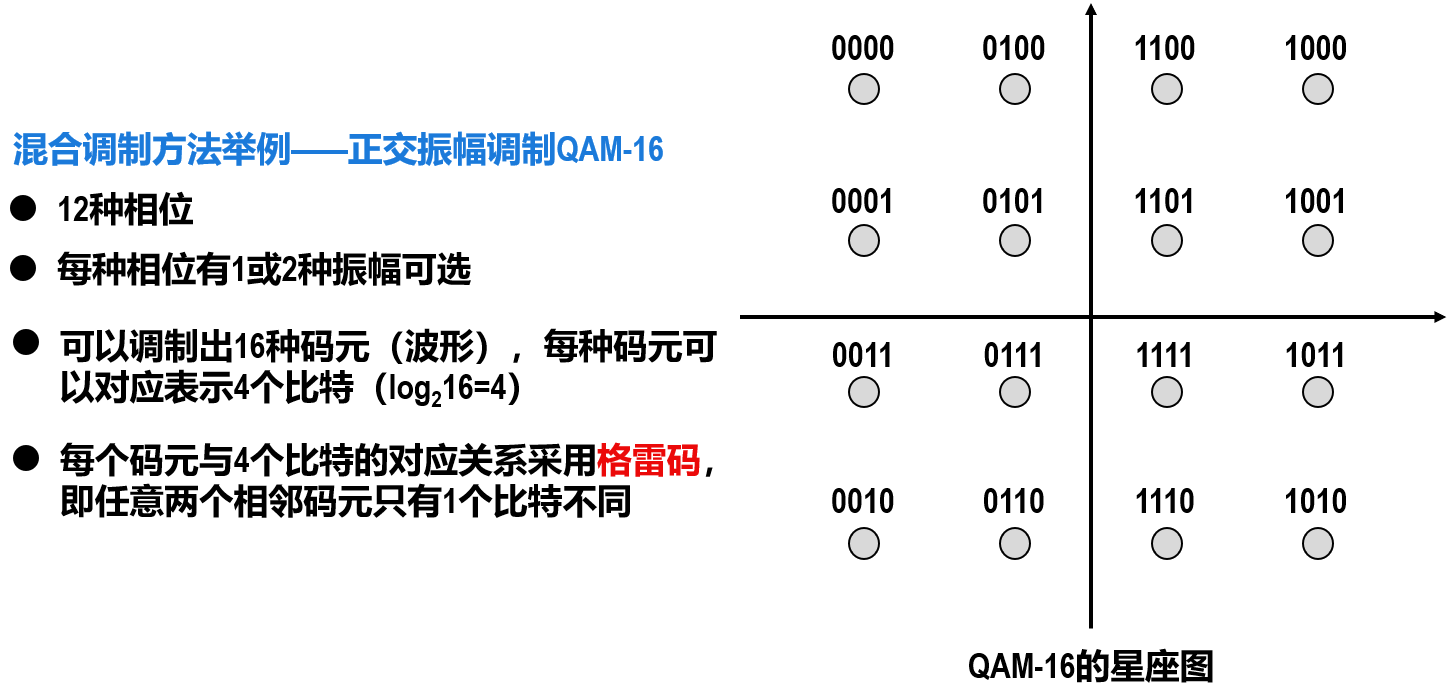 混合调制方法举例——正交振幅调制QAM-16
● 12种相位
● 每种相位有1或2种振幅可选
● 可以调制出16种码元（波形），每种码元可
以对应表示4个比特（log₂16=4）
● 每个码元与4个比特的对应关系采用格雷码，
即任意两个相邻码元只有1个比特不同
0000 0100 1100 1000
0001 0101 1101 1001
0011 0111 1111 1011
0010 0110 1110 1010
QAM-16的星座图